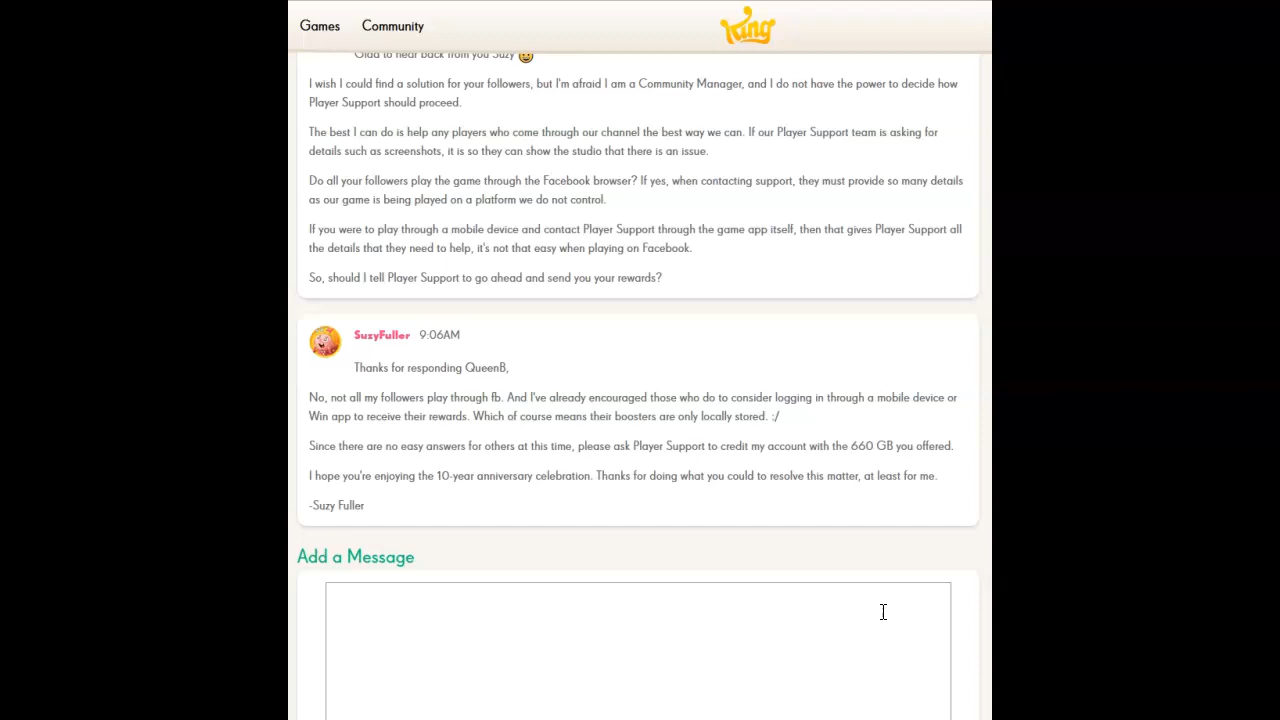 Games Community King
Glad to hear back from you Suzy
I wish I could find a solution for your followers, but I'm afraid I am a Community Manager, and I do not have the power to decide how
Player Support should proceed.
The best I can do is help any players who come through our channel the best way we can. If our Player Support team is asking for
details such as screenshots, it is so they can show the studio that there is an issue.
Do all your followers play the game through the Facebook browser? If yes, when contacting support, they must provide so many details
as our game is being played on a platform we do not control.
If you were to play through a mobile device and contact Player Support through the game app itself, then that gives Player Support all
the details that they need to help, it's not that easy when playing on Facebook.
So, should I tell Player Support to go ahead and send you your rewards?
SuzyFuller 9:06AM
Thanks for responding QueenB,
No, not all my followers play through fb. And I've already encouraged those who do to consider logging in through a mobile device or
Win app to receive their rewards. Which of course means their boosters are only locally stored. :/
Since there are no easy answers for others at this time, please ask Player Support to credit my account with the 660 GB you offered.
I hope you're enjoying the 10-year anniversary celebration. Thanks for doing what you could to resolve this matter, at least for me.
-Suzy Fuller
Add a Message